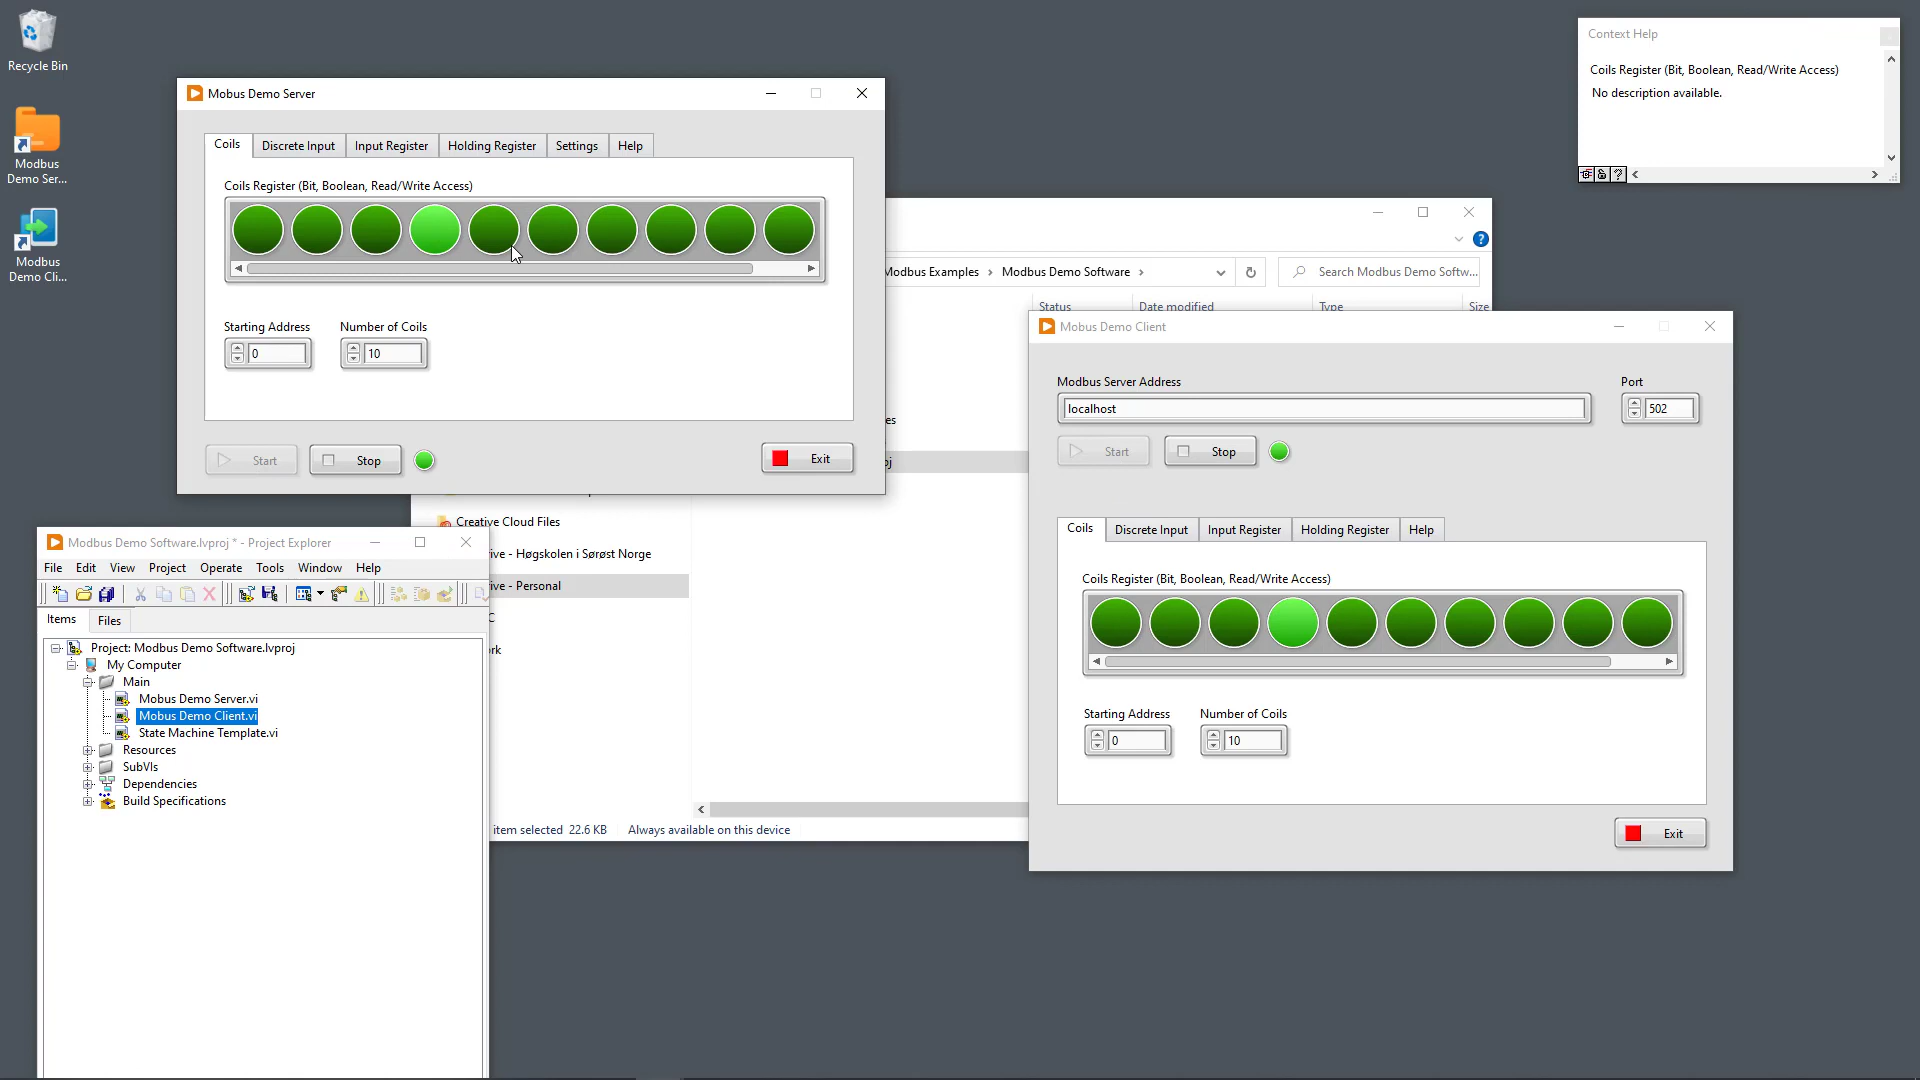 Recycle Bin
Modbus
Demo Ser...
Modbus
Demo Cli...
Context Help
Coils Register (Bit, Boolean, Read/Write Access)
No description available.
Mobus Demo Server
Coils
Discrete Input
Input Register
Holding Register
Settings
Help
Coils Register (Bit, Boolean, Read/Write Access)
Starting Address
Number of Coils
0
10
Start
Stop
Exit
Modbus Examples
Modbus Demo Software
Search Modbus Demo Softw...
Status
Date modified
Type
Size
es
oj
Creative Cloud Files
ive - Høgskolen i Sørøst Norge
ive - Personal
C
rk
item selected 22.6 KB
Always available on this device
Mobus Demo Client
Modbus Server Address
Port
localhost
502
Start
Stop
Coils
Discrete Input
Input Register
Holding Register
Help
Coils Register (Bit, Boolean, Read/Write Access)
Starting Address
Number of Coils
0
10
Exit
Modbus Demo Software.lvproj * - Project Explorer
File Edit View Project Operate Tools Window Help
Items
Files
Project: Modbus Demo Software.lvproj
My Computer
Main
Mobus Demo Server.vi
Mobus Demo Client.vi
State Machine Template.vi
Resources
SubVIs
Dependencies
Build Specifications